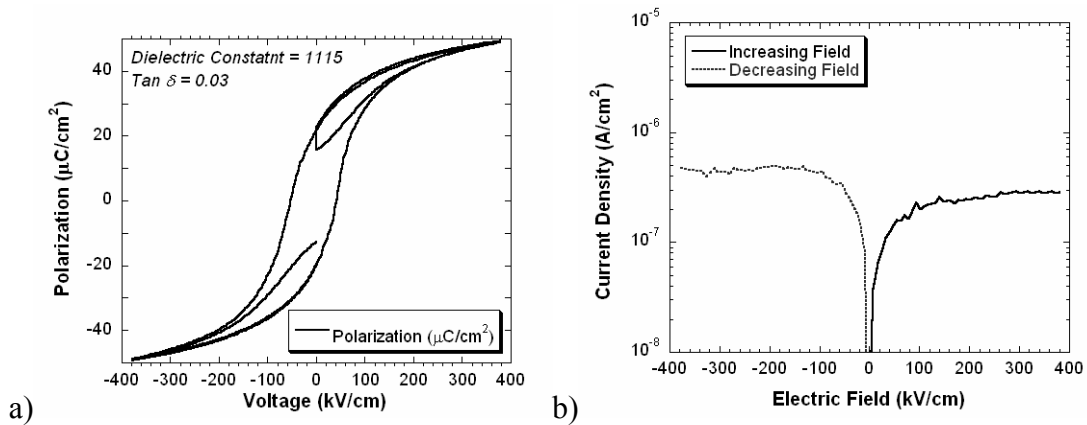 Dielectric Constatnt = 1115
Tan δ = 0.03
40
20
0
-20
-40
Polarization (μC/cm²)
Polarization (μC/cm²)
-400 -300 -200 -100 0 100 200 300 400
Voltage (kV/cm)
a)
10⁻⁵
10⁻⁶
10⁻⁷
10⁻⁸
Current Density (A/cm²)
Increasing Field
Decreasing Field
-400 -300 -200 -100 0 100 200 300 400
Electric Field (kV/cm)
b)